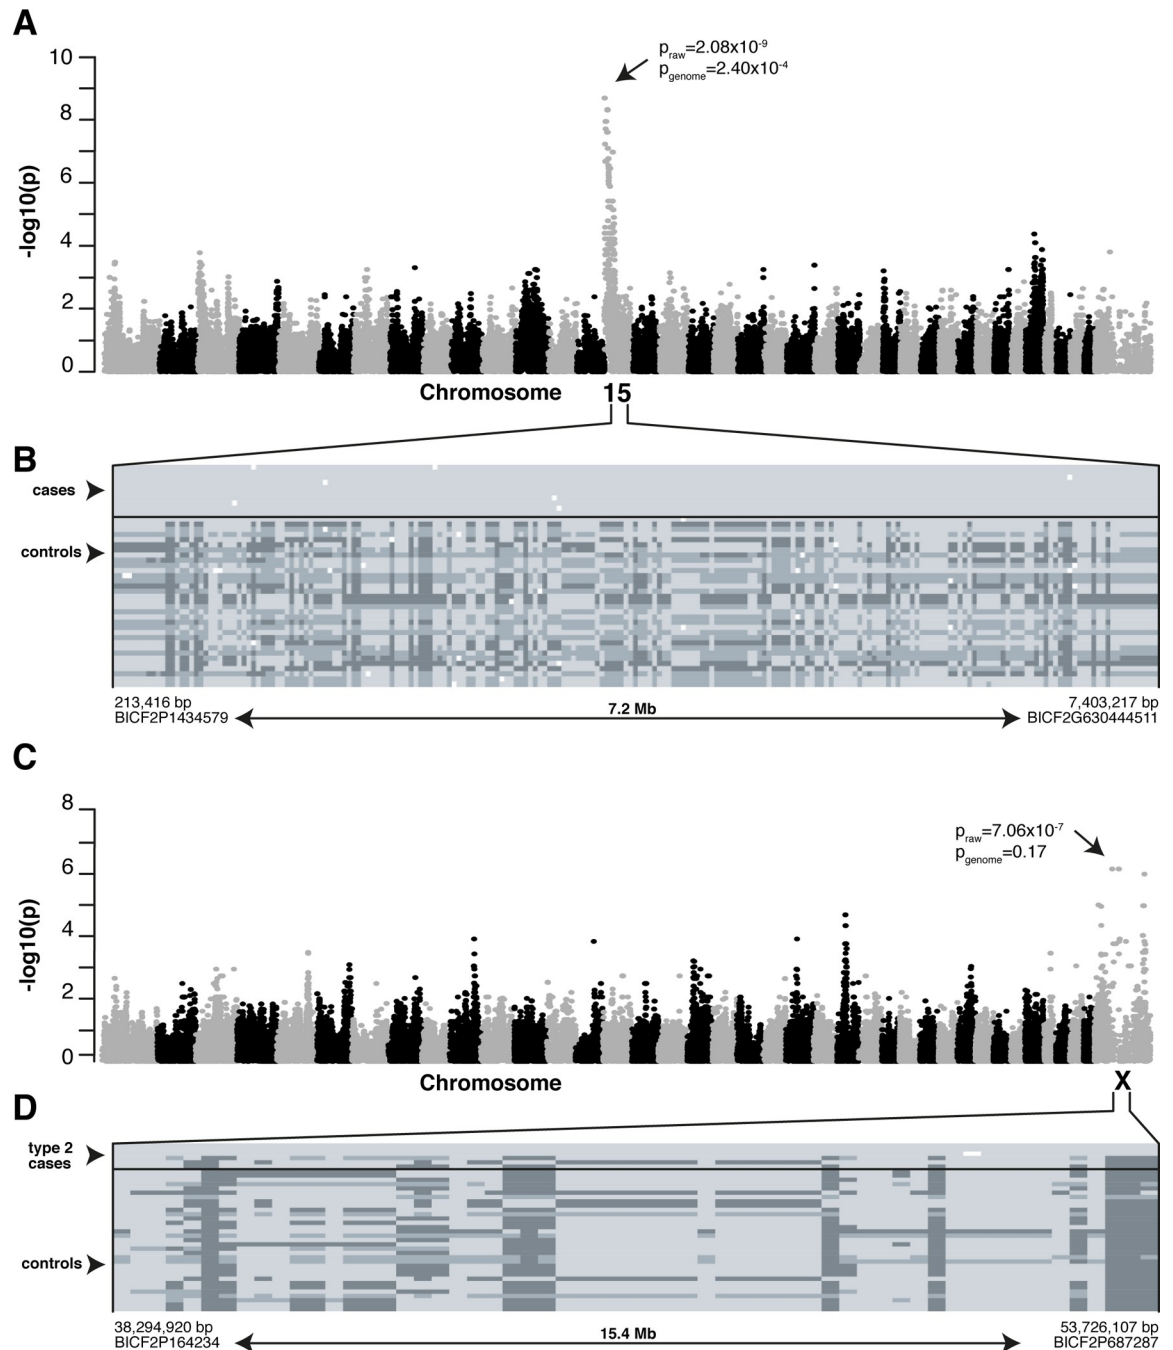 A
p_raw=2.08x10^-9
p_genome=2.40x10^-4
10
8
6
4
2
0
-log10(p)
Chromosome 15
B
cases
controls
213,416 bp
BICF2P1434579
7.2 Mb
7,403,217 bp
BICF2G630444511
C
p_raw=7.06x10^-7
p_genome=0.17
8
6
4
2
0
-log10(p)
Chromosome
X
D
type 2
cases
controls
38,294,920 bp
BICF2P164234
15.4 Mb
53,726,107 bp
BICF2P687287